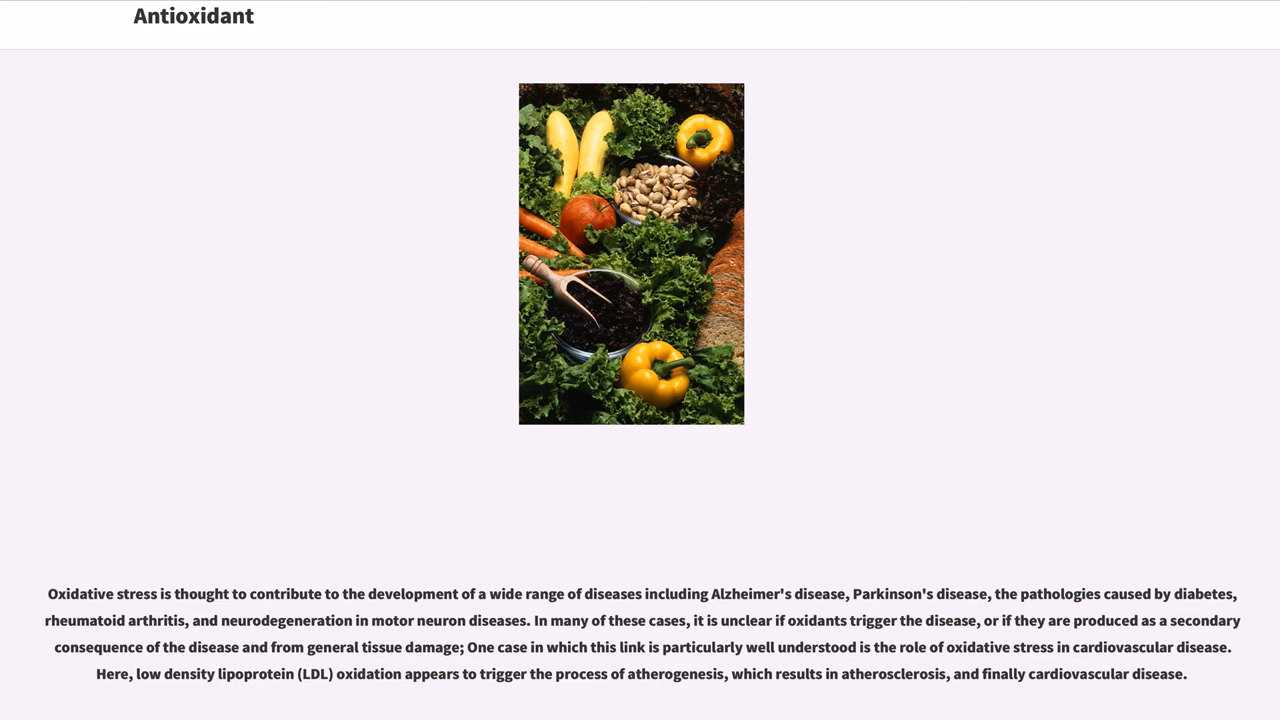 Antioxidant
Oxidative stress is thought to contribute to the development of a wide range of diseases including Alzheimer's disease, Parkinson's disease, the pathologies caused by diabetes,
rheumatoid arthritis, and neurodegeneration in motor neuron diseases. In many of these cases, it is unclear if oxidants trigger the disease, or if they are produced as a secondary
consequence of the disease and from general tissue damage; One case in which this link is particularly well understood is the role of oxidative stress in cardiovascular disease.
Here, low density lipoprotein (LDL) oxidation appears to trigger the process of atherogenesis, which results in atherosclerosis, and finally cardiovascular disease.